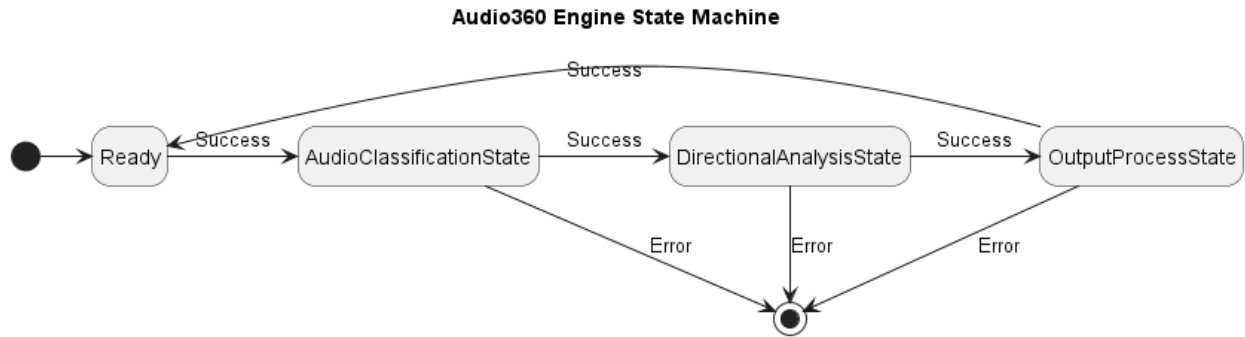 Audio360 Engine State Machine
Success
Ready
Success
AudioClassificationState
Success
DirectionalAnalysisState
Success
OutputProcessState
Error
Error
Error